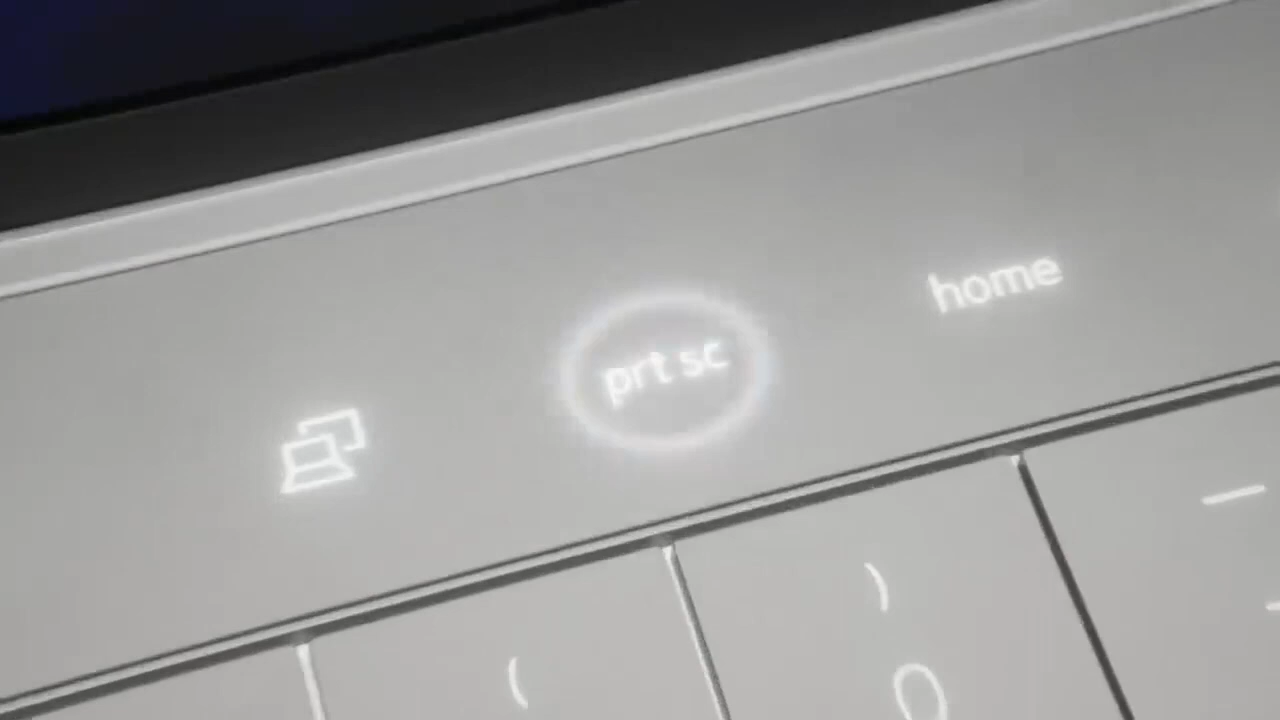 prt sc
home
( ) —
0